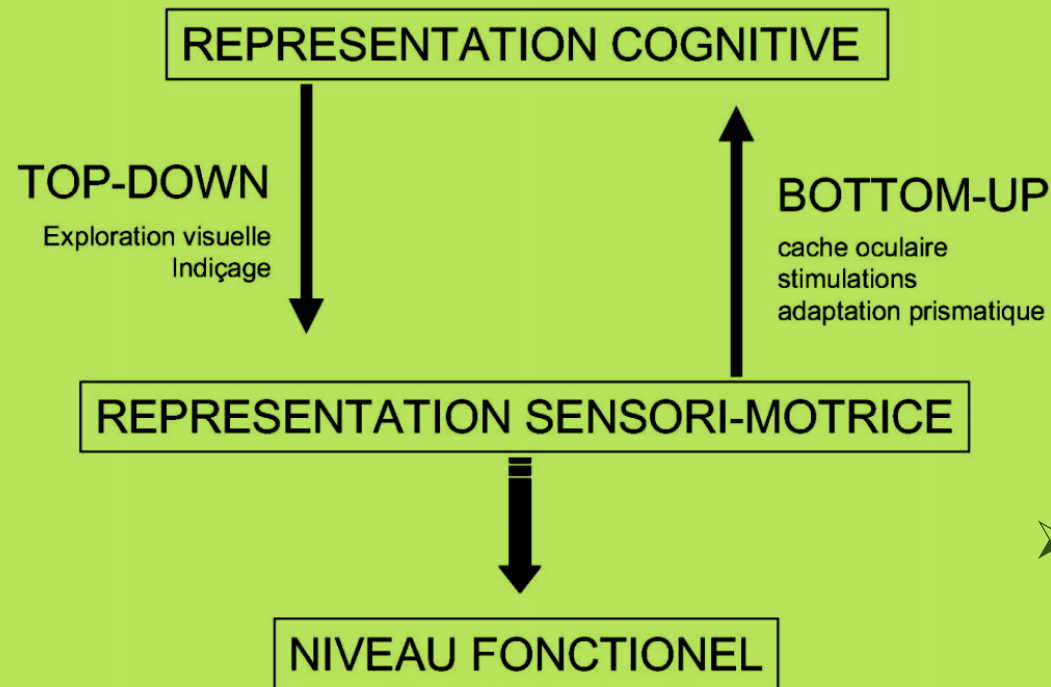 REPRESENTATION COGNITIVE
TOP-DOWN
Exploration visuelle
Indiçage
BOTTOM-UP
cache oculaire
stimulations
adaptation prismatique
REPRESENTATION SENSORI-MOTRICE
NIVEAU FONCTIONEL